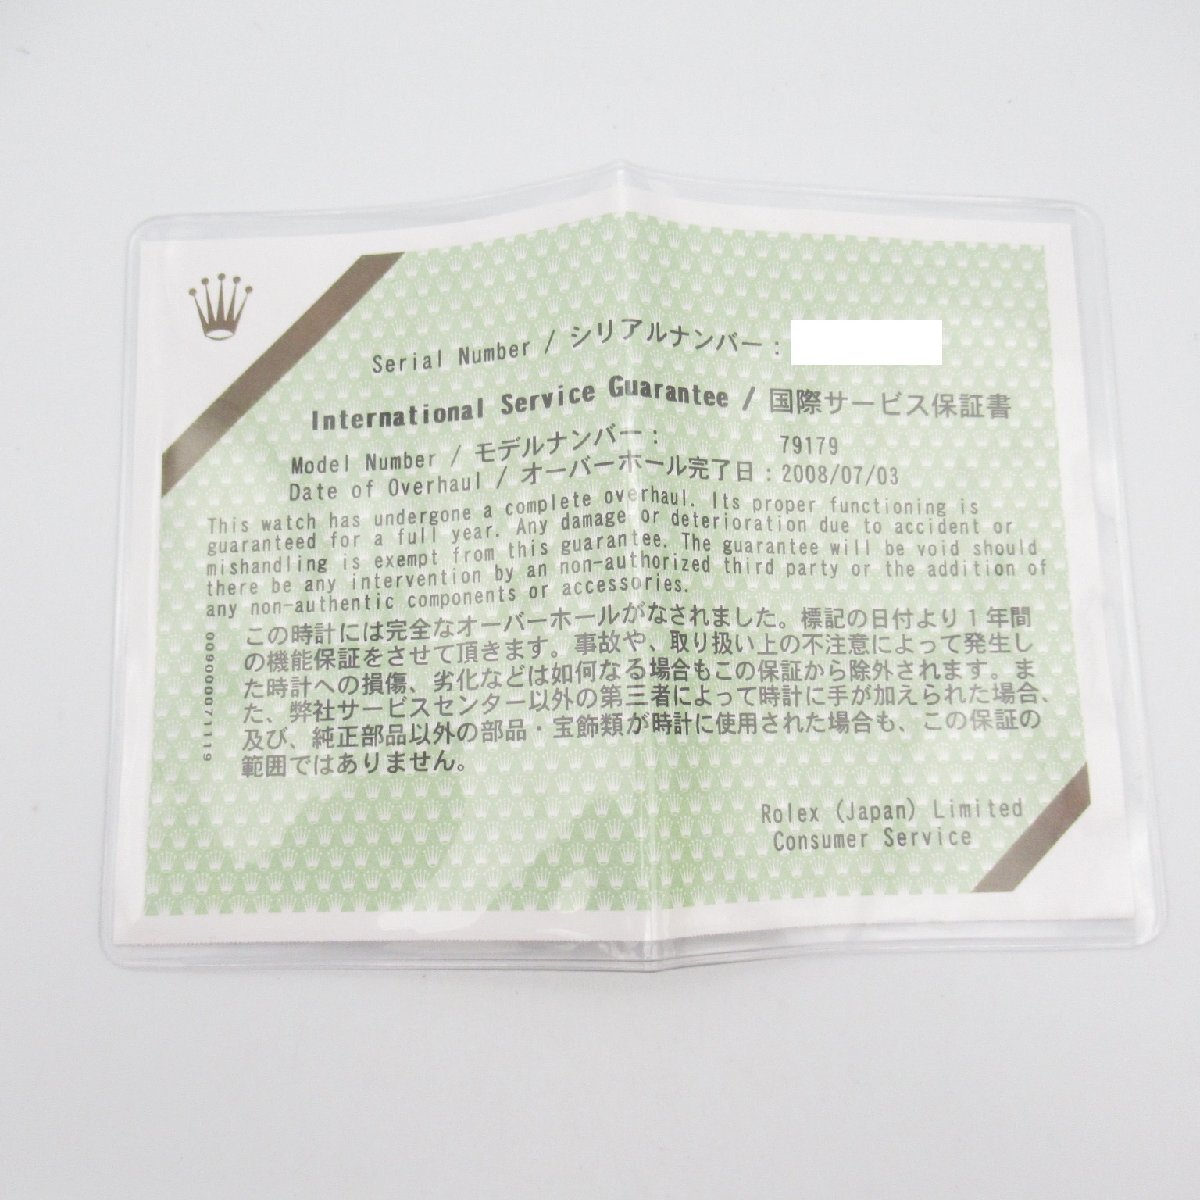 Serial Number / シリアルナンバー :
International Service Guarantee / 国際サービス保証書
Model Number / モデルナンバー : 79179
Date of Overhaul / オーバーホール完了日 : 2008/07/03
This watch has undergone a complete overhaul. Its proper functioning is
guaranteed for a full year. Any damage or deterioration due to accident or
mishandling is exempt from this guarantee. The guarantee will be void should
there be any intervention by an non-authorized third party or the addition of
any non-authentic components or accessories.
この時計には完全なオーバーホールがなされました。標記の日付より1年間
の機能保証をさせて頂きます。事故や、取り扱い上の不注意によって発生し
た時計への損傷、劣化などは如何なる場合もこの保証から除外されます。ま
た、弊社サービスセンター以外の第三者によって時計に手が加えられた場合、
及び、純正部品以外の部品・宝飾類が時計に使用された場合も、この保証の
範囲ではありません。
Rolex (Japan) Limited
Consumer Service